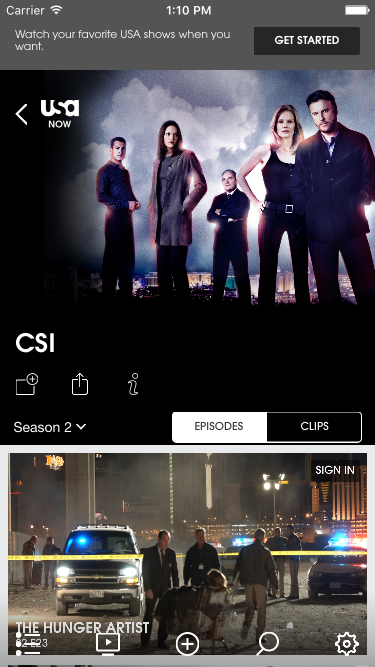 Carrier 1:10 PM
Watch your favorite USA shows when you
want.
GET STARTED
usa
NOW
CSI
Season 2
EPISODES CLIPS
SIGN IN
THE HUNGER ARTIST
S2 E23